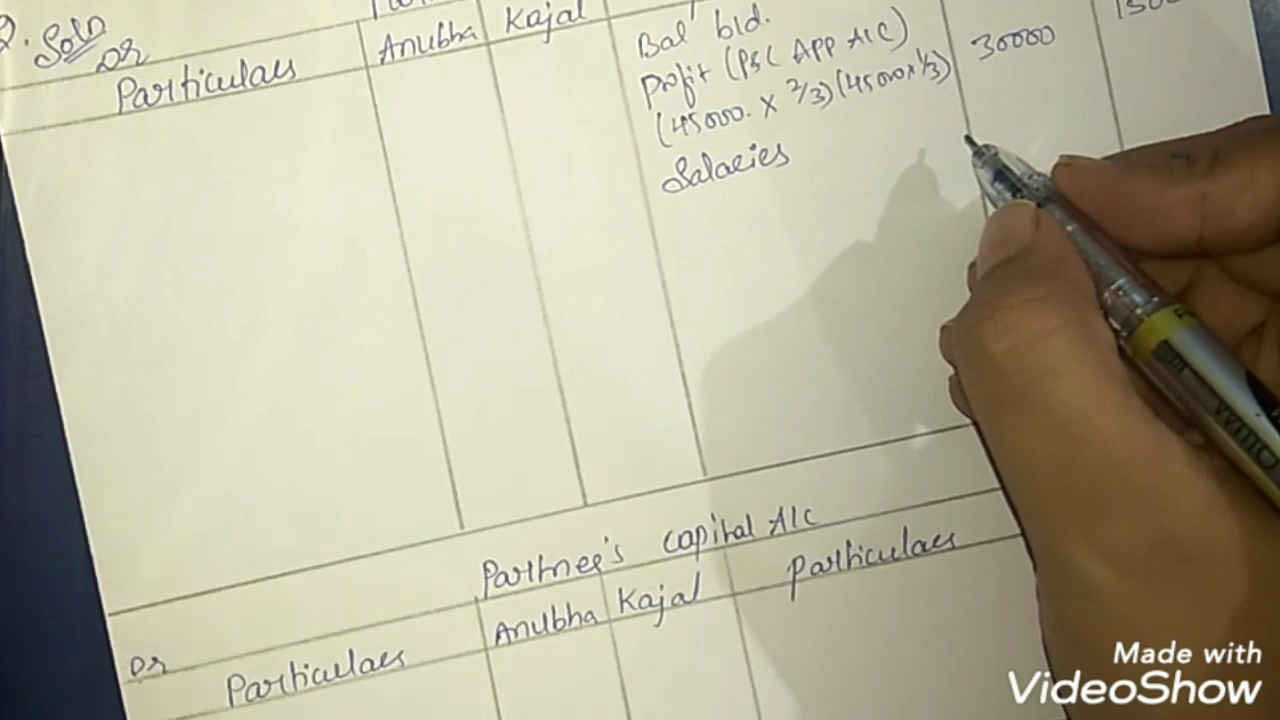 2. Soln
Dr
Particulars Anubha Kajal
Bal b/d.
Profit (P&L APP A/C) 30000
(45000. X 2/3) (45000 x 1/3)
Salaries
Partner's capital A/C
Dr
Particulars Anubha Kajal Particulars
Made with
VideoShow